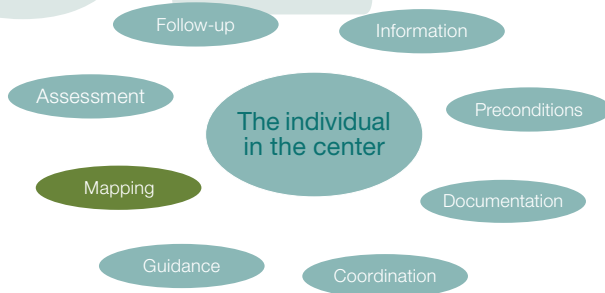 Follow-up
Information
Assessment
The individual
in the center
Preconditions
Mapping
Documentation
Guidance
Coordination